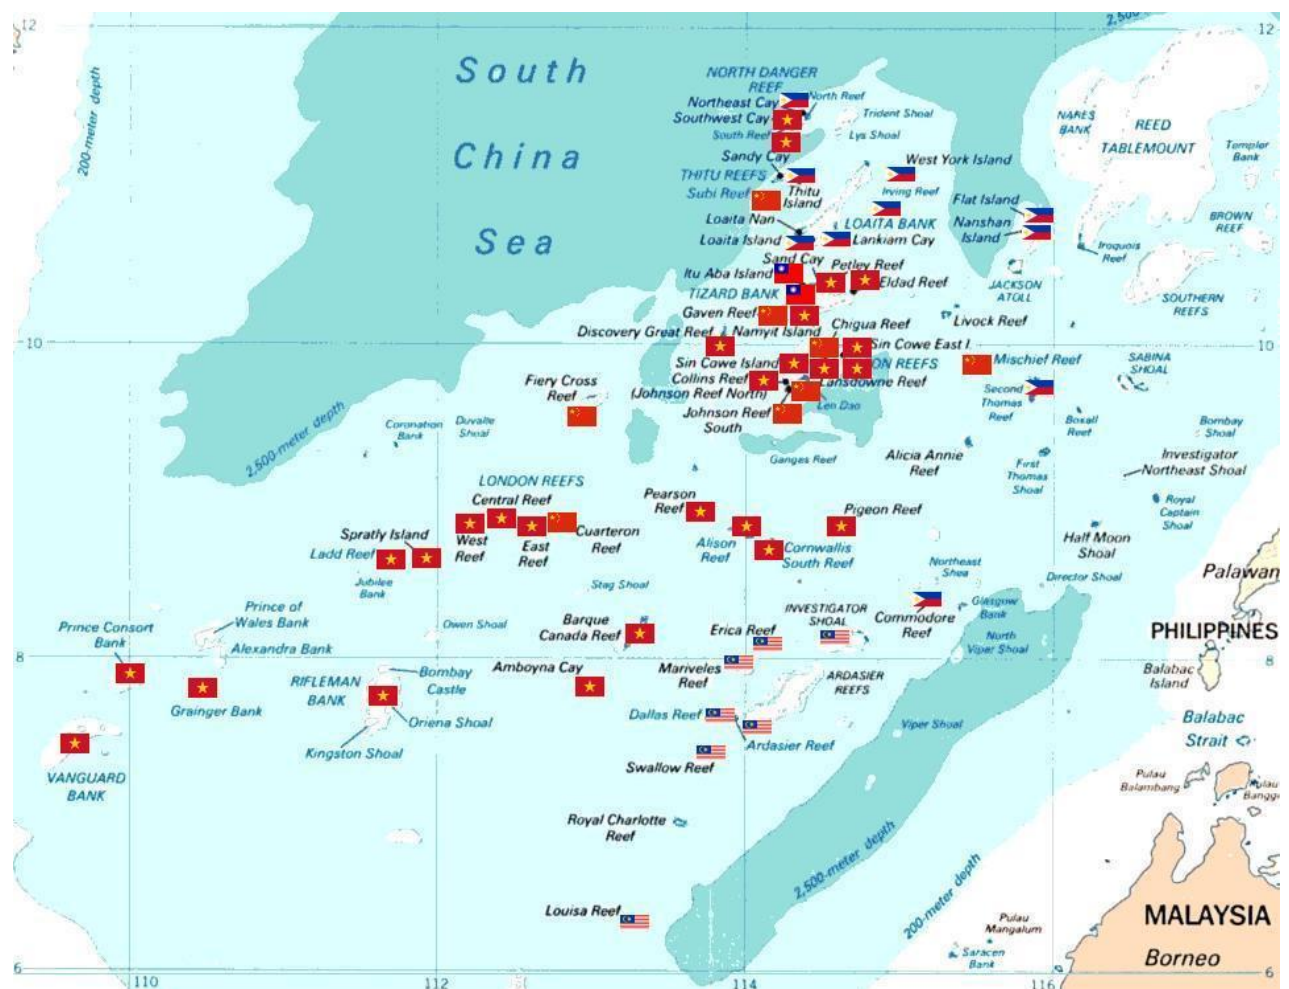 12
2,500
12
South
China
Sea
200-meter depth
NORTH DANGER
REEF
North Reef
Northeast Cay
Southwest Cay
South Reef
Trident Shoal
Lys Shoal
NARES
BANK
REED
TABLEMOUNT
Templer
Bank
Sandy Cay
West York Island
THITU REEFS
Subi Reef
Thitu
Island
Irving Reef
Flat Island
Nanshan
Island
BROWN
REEF
Loaita Nan
LOAITA BANK
Loaita Island
Lankiam Cay
Iroquois
Reef
Sand Cay
Petley Reef
Itu Aba Island
Eldad Reef
TIZARD BANK
JACKSON
ATOLL
SOUTHERN
REEFS
Gaven Reef
Livock Reef
Discovery Great Reef
Namyit Island
Chigua Reef
10
10
Sin Cowe East I.
Sin Cowe Island
ON REEFS
Mischief Reef
SABINA
SHOAL
Fiery Cross
Reef
Collins Reef
Lansdowne Reef
(Johnson Reef North)
Len Dao
Second
Thomas
Reef
Johnson Reef
South
Boxall
Reef
Bombay
Shoal
2,500-meter depth
Coronation
Bank
Duvalle
Shoal
Ganges Reef
Alicia Annie
Reef
First
Thomas
Shoal
Investigator
Northeast Shoal
LONDON REEFS
Central Reef
Pearson
Reef
Pigeon Reef
Royal
Captain
Shoal
Spratly Island
West
Reef
East
Reef
Cuarteron
Reef
Alison
Reef
Cornwallis
South Reef
Half Moon
Shoal
Ladd Reef
Jubilee
Bank
Stag Shoal
Northeast
Shea
Director Shoal
Palawan
Prince of
Wales Bank
Barque
Canada Reef
INVESTIGATOR
SHOAL
Commodore
Reef
Glasgow
Bank
Prince Consort
Bank
Owen Shoal
Erica Reef
North
Viper Shoal
PHILIPPINES
Alexandra Bank
8
8
Amboyna Cay
Mariveles
Reef
ARDASIER
REEFS
Balabac
Island
RIFLEMAN
BANK
Bombay
Castle
Grainger Bank
Oriena Shoal
Dallas Reef
Viper Shoal
Balabac
Strait
Ardasier Reef
Kingston Shoal
Swallow Reef
VANGUARD
BANK
Pulau
Balambang
Royal Charlotte
Reef
2,500-meter depth
200-meter depth
Louisa Reef
MALAYSIA
Pulau
Mangalum
Saracen
Bank
Borneo
6
6
110
112
114
116